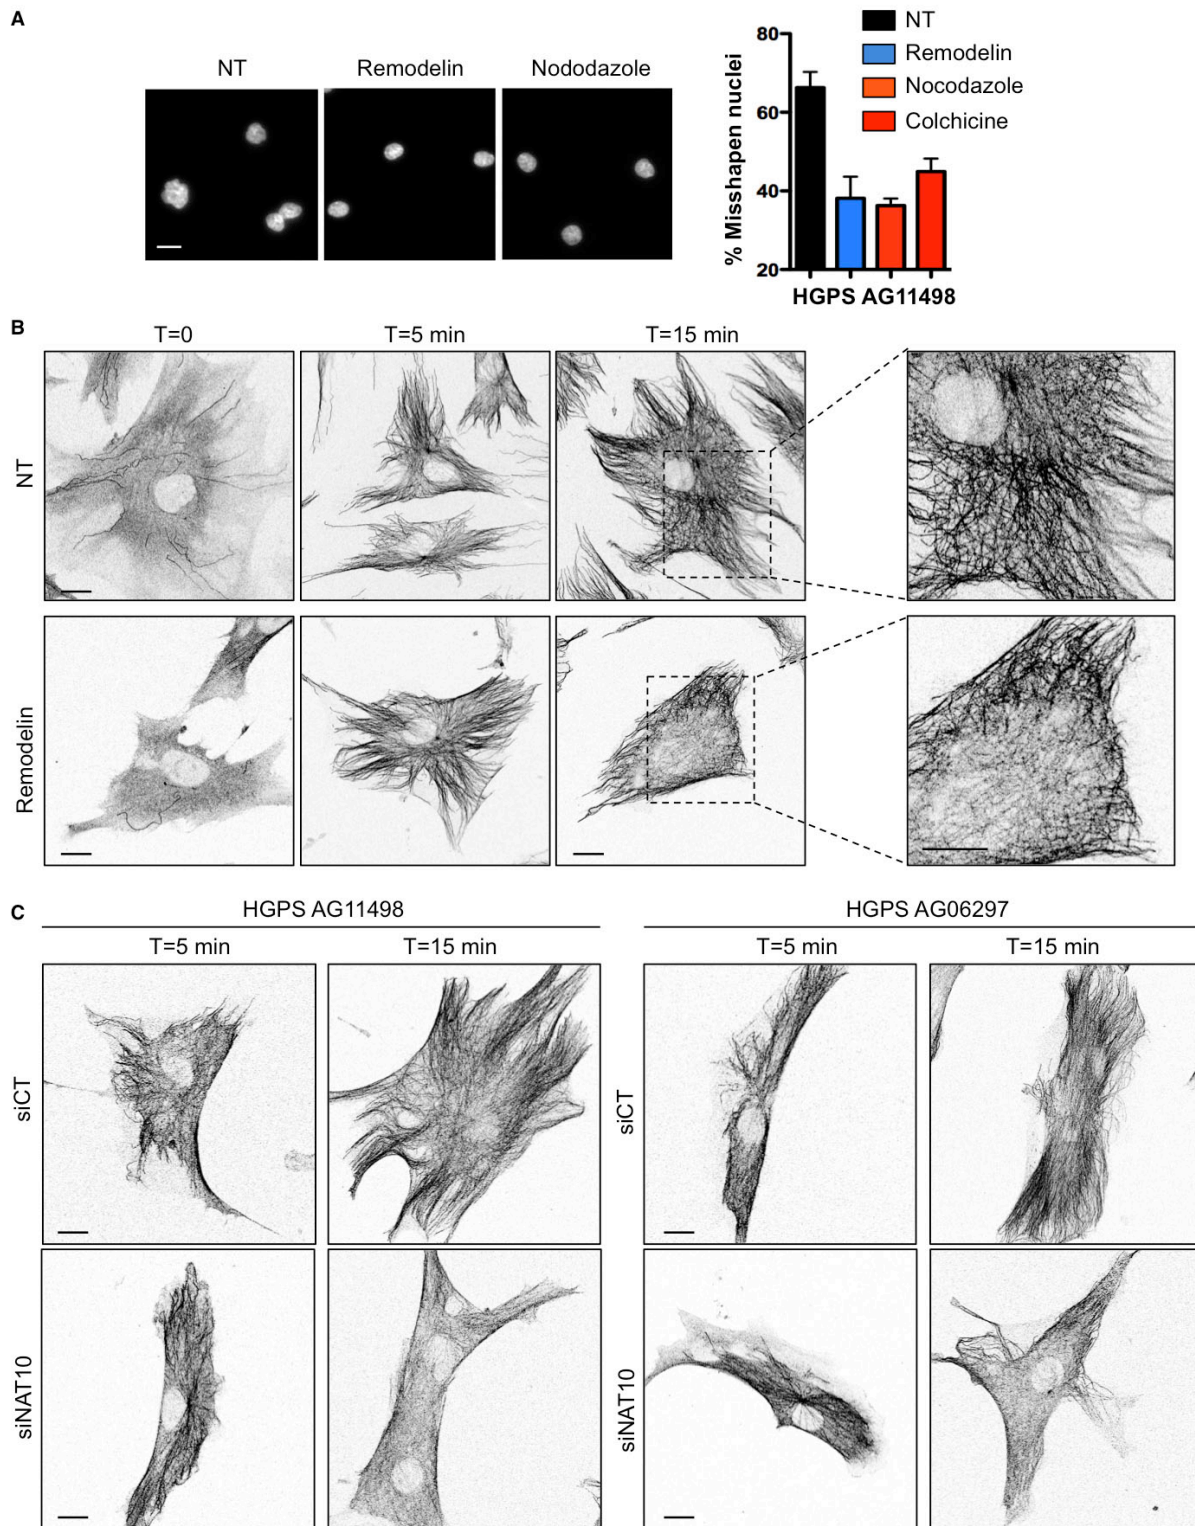 A
NT
Remodelin
Nododazole
% Misshapen nuclei
80
60
40
20
NT
Remodelin
Nocodazole
Colchicine
HGPS AG11498
B
T=0
T=5 min
T=15 min
NT
Remodelin
C
HGPS AG11498
HGPS AG06297
T=5 min
T=15 min
T=5 min
T=15 min
siCT
siCT
siNAT10
siNAT10